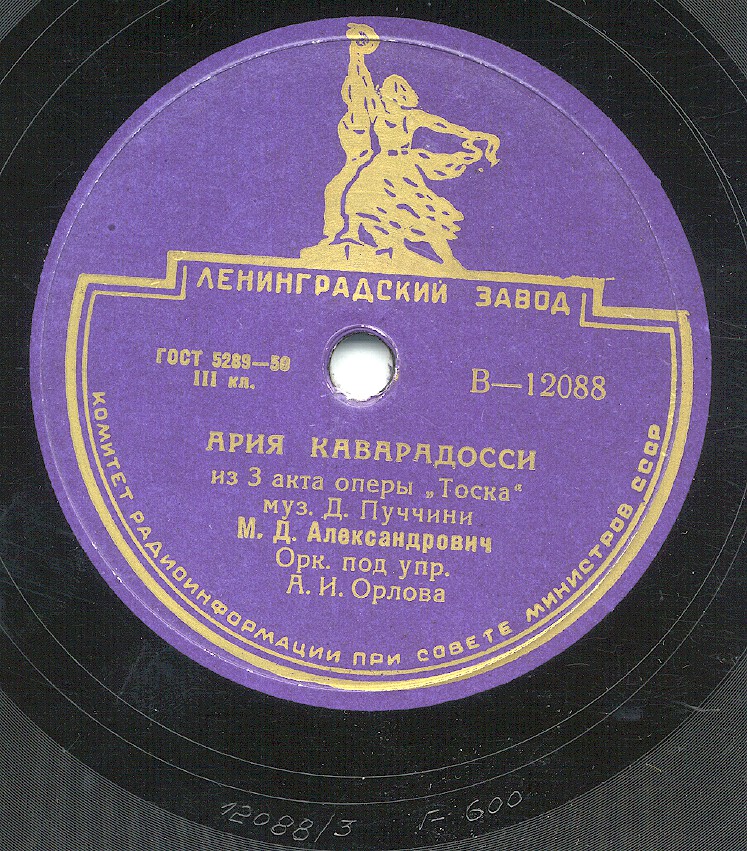 ЛЕНИНГРАДСКИЙ ЗАВОД
ГОСТ 5289—50
III кл.
В—12088
АРИЯ КАВАРАДОССИ
из 3 акта оперы „Тоска“
муз. Д. Пуччини
М. Д. Александрович
Орк. под упр.
А. И. Орлова
КОМИТЕТ РАДИОИНФОРМАЦИИ ПРИ СОВЕТЕ МИНИСТРОВ СССР
12088/3 Г-600